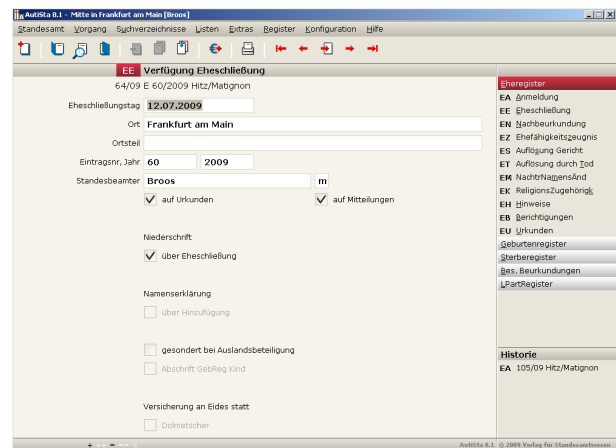 AutiSta 8.1 - Mitte in Frankfurt am Main [Broos]
Standesamt Vorgang Suchverzeichnisse Listen Extras Register Konfiguration Hilfe
EE Verfügung Eheschließung
64/09 E 60/2009 Hitz/Matignon
Eheschließungstag 12.07.2009
Ort Frankfurt am Main
Ortsteil
Eintragsnr, Jahr 60 2009
Standesbeamter Broos m
auf Urkunden auf Mitteilungen
Niederschrift
über Eheschließung
Namenserklärung
über Hinzufügung
gesondert bei Auslandsbeteiligung
Abschrift GebReg Kind
Versicherung an Eides statt
Dolmetscher
Eheregister
EA Anmeldung
EE Eheschließung
EN Nachbeurkundung
EZ Ehefähigkeitszeugnis
ES Auflösung Gericht
ET Auflösung durch Tod
EM NachtrNamensÄnd
EK ReligionsZugehörigk
EH Hinweise
EB Berichtigungen
EU Urkunden
Geburtenregister
Sterberegister
Bes. Beurkundungen
LPartRegister
Historie
EA 105/09 Hitz/Matignon
AutiSta 8.1 © 2009 Verlag für Standesamtswesen